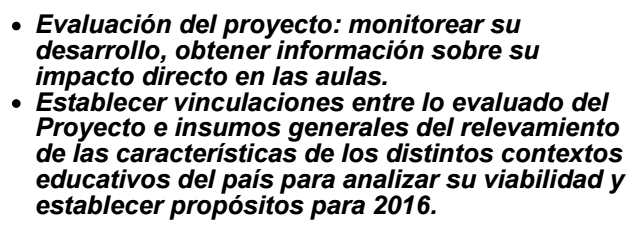 • Evaluación del proyecto: monitorear su
desarrollo, obtener información sobre su
impacto directo en las aulas.
• Establecer vinculaciones entre lo evaluado del
Proyecto e insumos generales del relevamiento
de las características de los distintos contextos
educativos del país para analizar su viabilidad y
establecer propósitos para 2016.